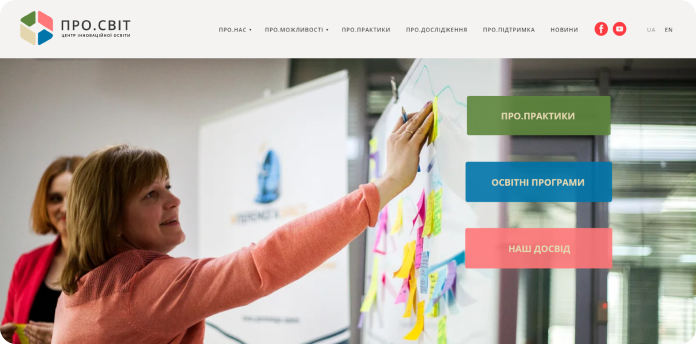 ПРО.СВІТ
ЦЕНТР ІННОВАЦІЙНОЇ ОСВІТИ
ПРО.НАС
ПРО.МОЖЛИВОСТІ
ПРО.ПРАКТИКИ
ПРО.ДОСЛІДЖЕННЯ
ПРО.ПІДТРИМКА
НОВИНИ
UA
EN
ПРО.ПРАКТИКИ
ОСВІТНІ ПРОГРАМИ
НАШ ДОСВІД